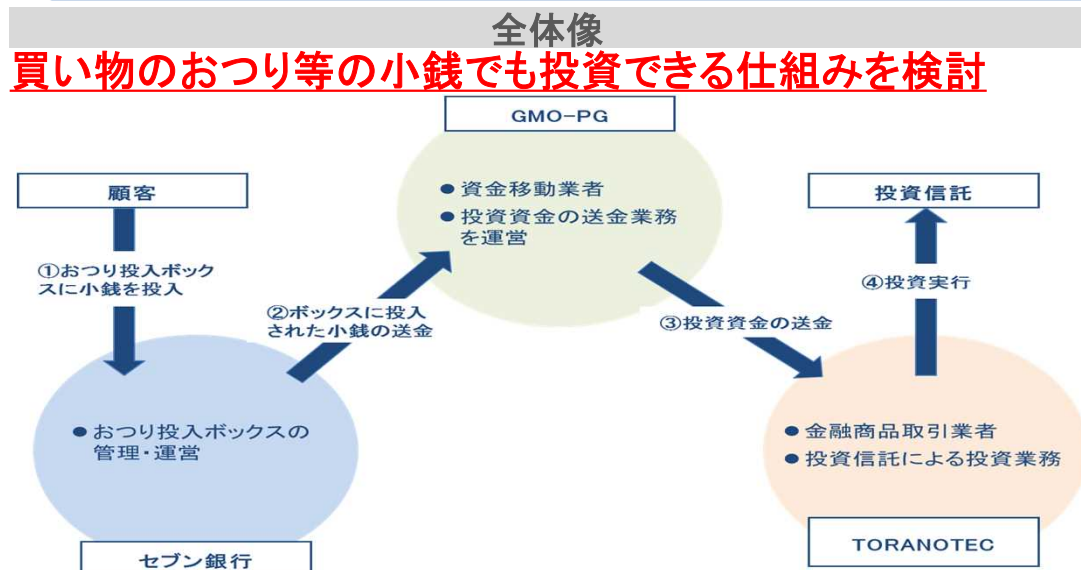 全体像
買い物のおつり等の小銭でも投資できる仕組みを検討
GMO-PG
●資金移動業者
●投資資金の送金業務
を運営
顧客
①おつり投入ボック
スに小銭を投入
②ボックスに投入
された小銭の送金
●おつり投入ボックスの
管理・運営
セブン銀行
③投資資金の送金
投資信託
④投資実行
●金融商品取引業者
●投資信託による投資業務
TORANOTEC